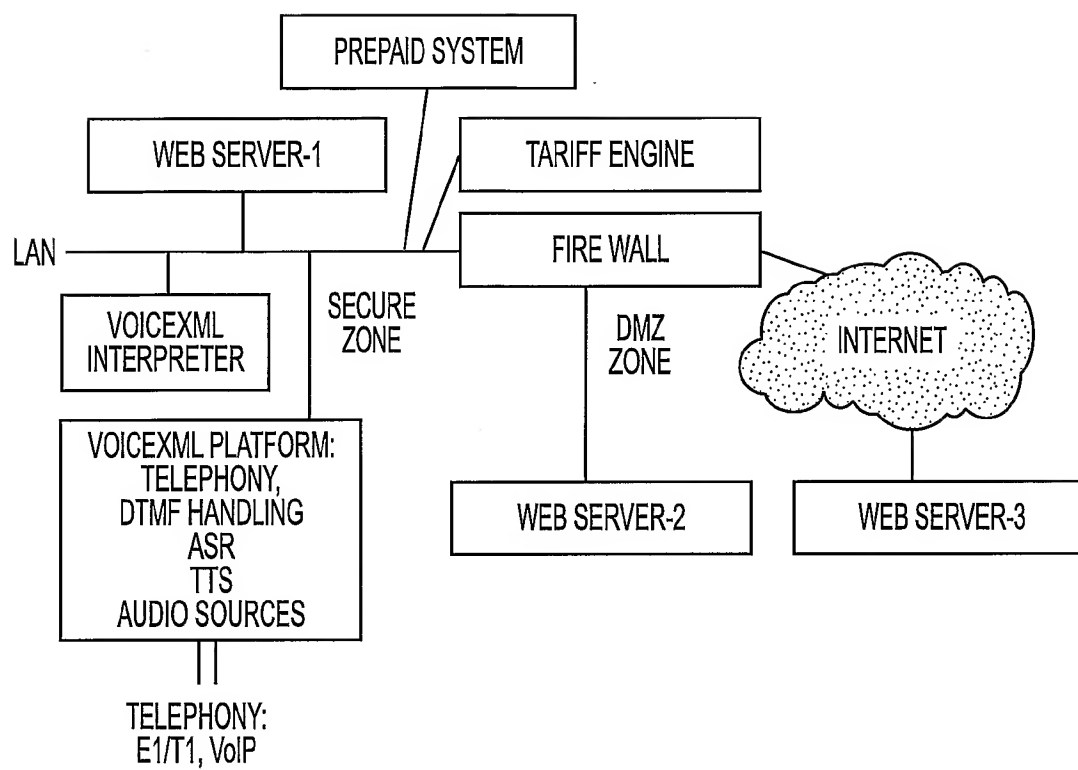 PREPAID SYSTEM
WEB SERVER-1
TARIFF ENGINE
LAN
FIRE WALL
VOICEXML
INTERPRETER
SECURE
ZONE
DMZ
ZONE
INTERNET
VOICEXML PLATFORM:
TELEPHONY,
DTMF HANDLING
ASR
TTS
AUDIO SOURCES
WEB SERVER-2
WEB SERVER-3
TELEPHONY:
E1/T1, VoIP